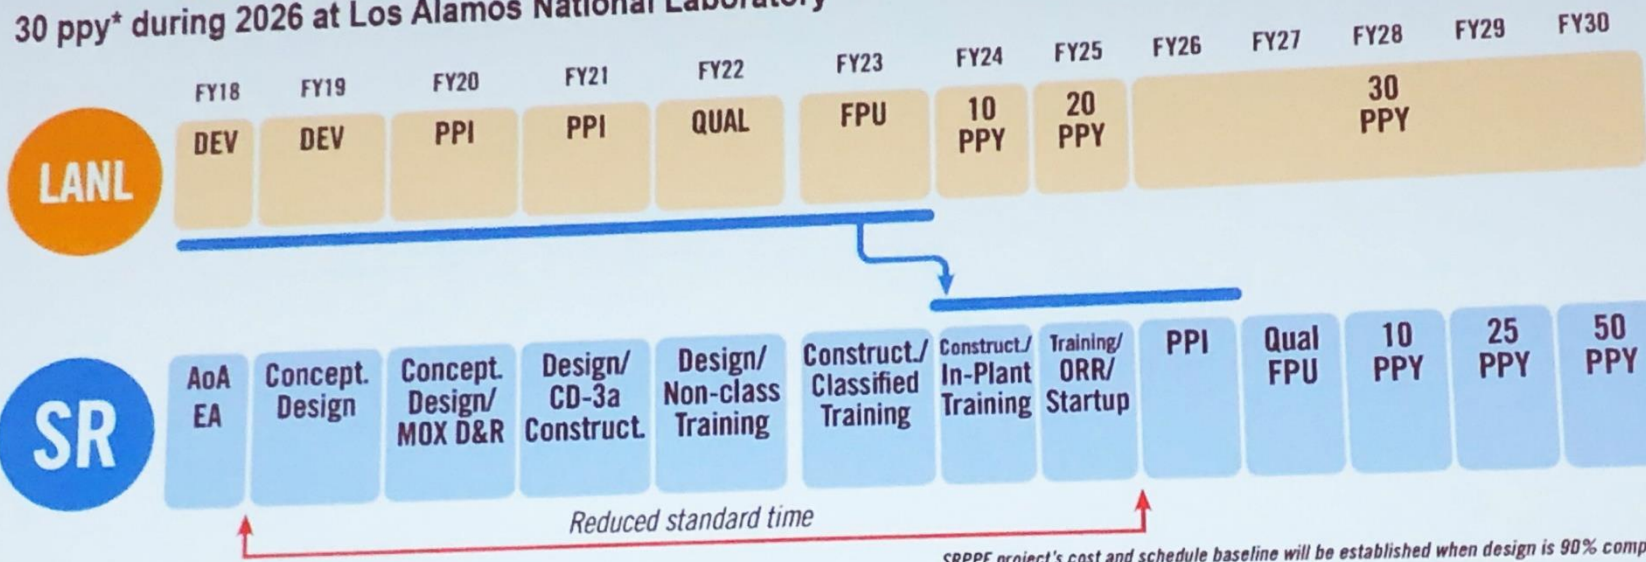 30 ppy* during 2026 at Los Alamos National Laboratory
FY18 FY19 FY20 FY21 FY22 FY23 FY24 FY25 FY26 FY27 FY28 FY29 FY30
LANL
DEV
DEV
PPI
PPI
QUAL
FPU
10
PPY
20
PPY
30
PPY
SR
AoA
EA
Concept.
Design
Concept.
Design/
MOX D&R
Design/
CD-3a
Construct.
Design/
Non-class
Training
Construct./
Classified
Training
Construct./
In-Plant
Training
Training/
ORR/
Startup
PPI
Qual
FPU
10
PPY
25
PPY
50
PPY
Reduced standard time
SRPPF project's cost and schedule baseline will be established when design is 90% comp